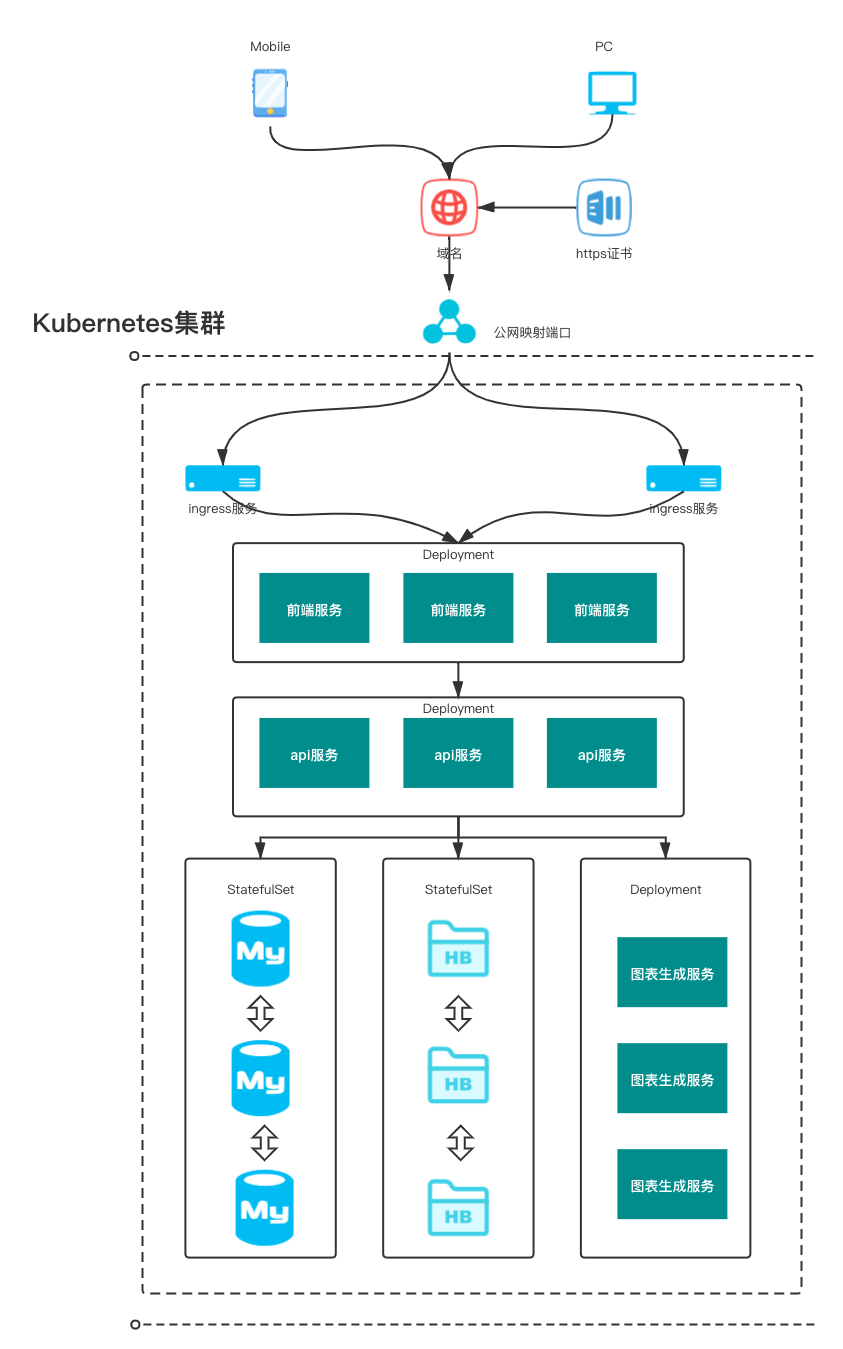 Mobile
PC
域名
https证书
Kubernetes集群
公网映射端口
ingress服务
ingress服务
Deployment
前端服务
前端服务
前端服务
Deployment
api服务
api服务
api服务
StatefulSet
StatefulSet
Deployment
My
HB
图表生成服务
My
HB
图表生成服务
My
HB
图表生成服务